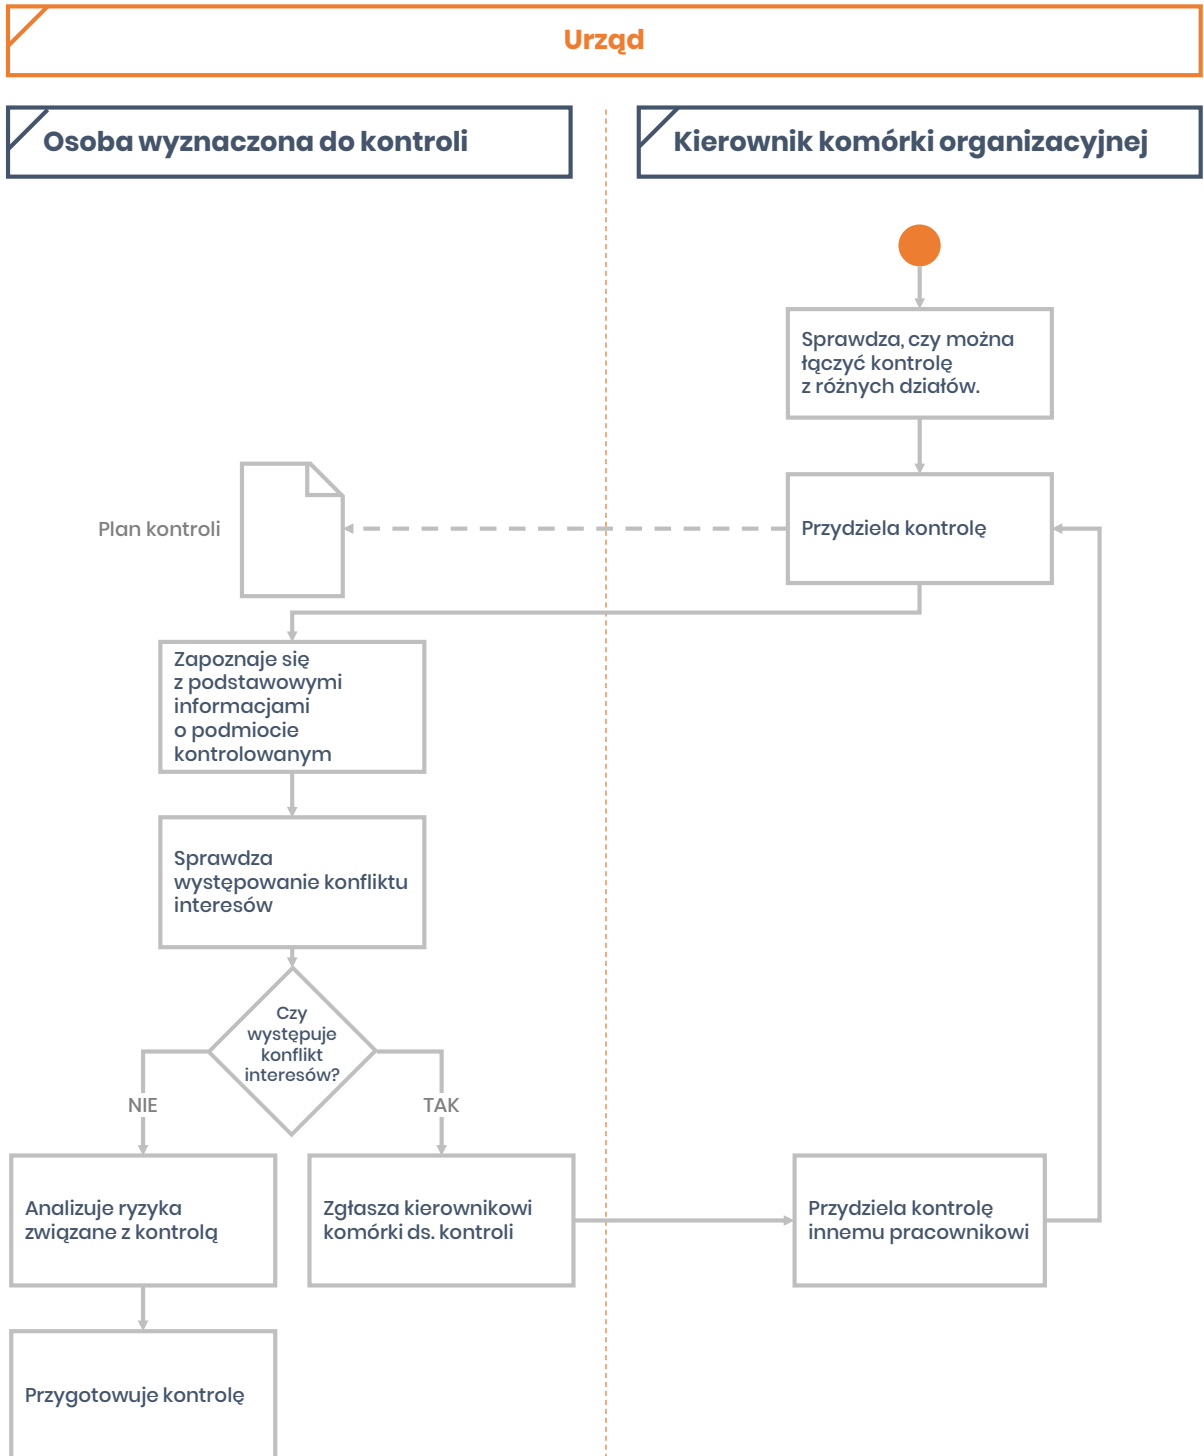 Urząd
Osoba wyznaczona do kontroli
Kierownik komórki organizacyjnej
Sprawdza, czy można
łączyć kontrolę
z różnych działów.
Plan kontroli
Przydziela kontrolę
Zapoznaje się
z podstawowymi
informacjami
o podmiocie
kontrolowanym
Sprawdza
występowanie konfliktu
interesów
Czy
występuje
konflikt
interesów?
NIE
TAK
Analizuje ryzyka
związane z kontrolą
Zgłasza kierownikowi
komórki ds. kontroli
Przydziela kontrolę
innemu pracownikowi
Przygotowuje kontrolę